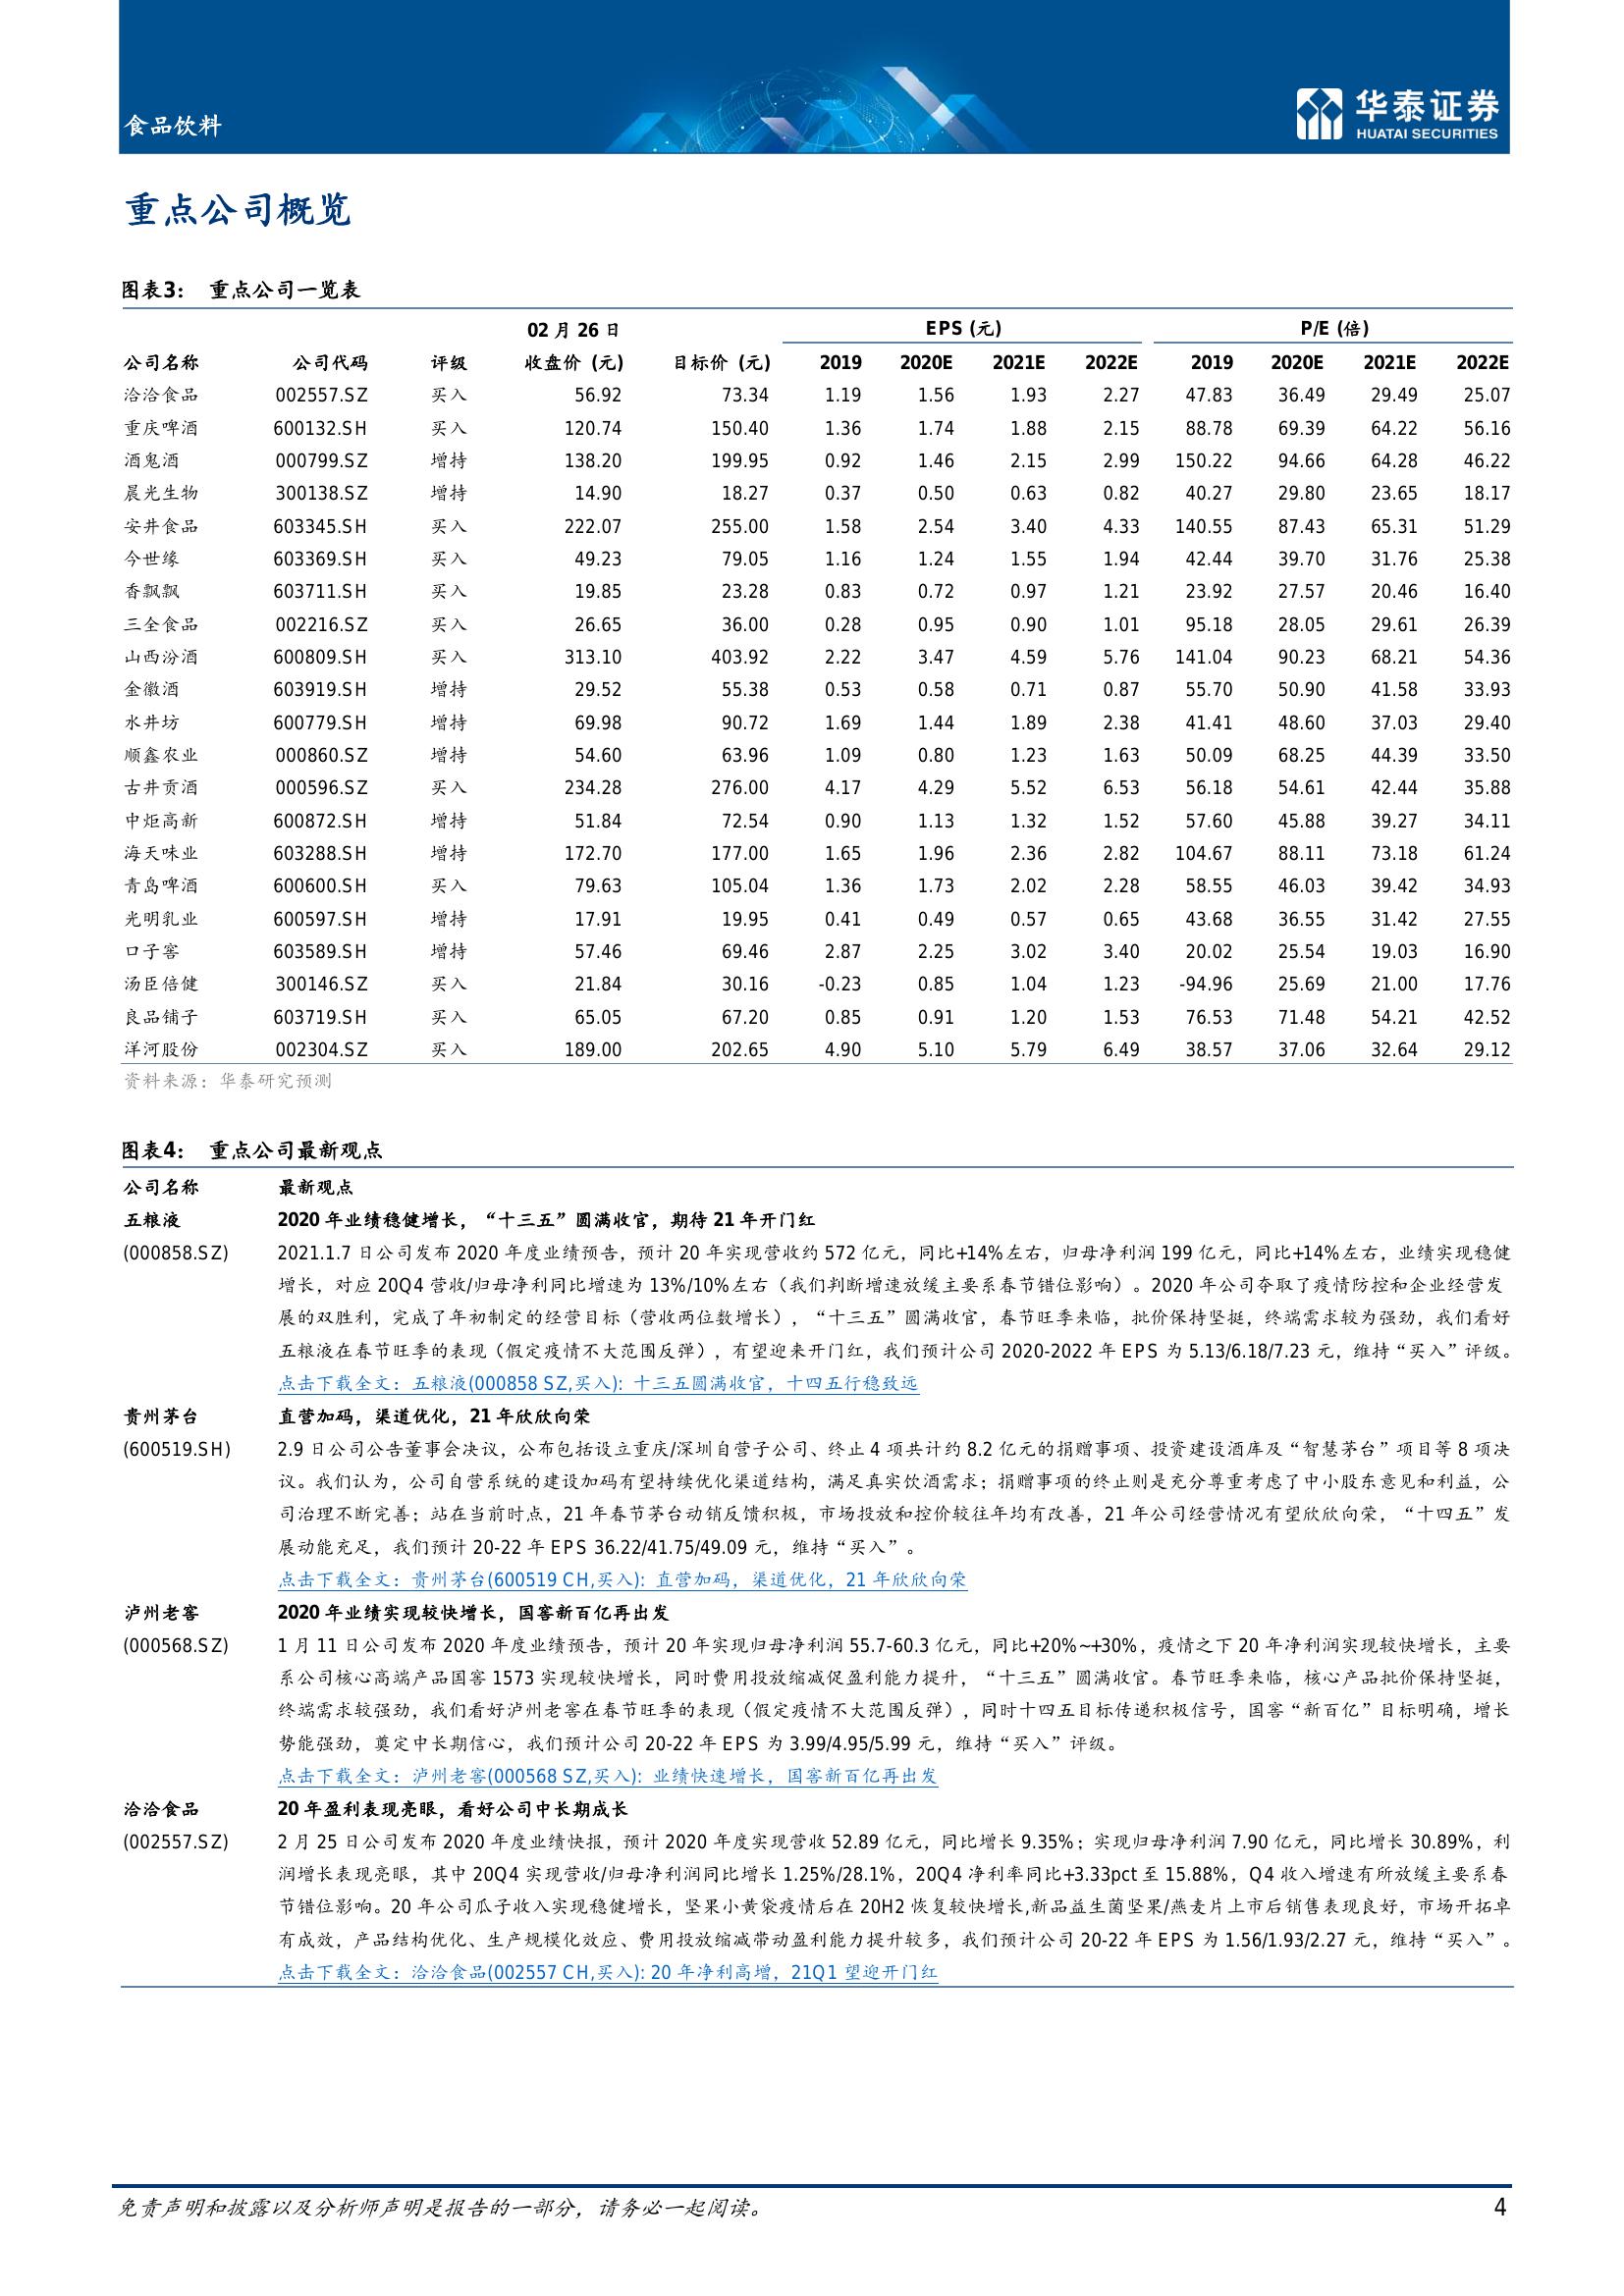 食品饮料
华泰证券
HUATAI SECURITIES
重点公司概览
图表3： 重点公司一览表
02 月 26 日 EPS (元) P/E (倍)
公司名称 公司代码 评级 收盘价 (元) 目标价 (元) 2019 2020E 2021E 2022E 2019 2020E 2021E 2022E
洽洽食品 002557.SZ 买入 56.92 73.34 1.19 1.56 1.93 2.27 47.83 36.49 29.49 25.07
重庆啤酒 600132.SH 买入 120.74 150.40 1.36 1.74 1.88 2.15 88.78 69.39 64.22 56.16
酒鬼酒 000799.SZ 增持 138.20 199.95 0.92 1.46 2.15 2.99 150.22 94.66 64.28 46.22
晨光生物 300138.SZ 增持 14.90 18.27 0.37 0.50 0.63 0.82 40.27 29.80 23.65 18.17
安井食品 603345.SH 买入 222.07 255.00 1.58 2.54 3.40 4.33 140.55 87.43 65.31 51.29
今世缘 603369.SH 买入 49.23 79.05 1.16 1.24 1.55 1.94 42.44 39.70 31.76 25.38
香飘飘 603711.SH 买入 19.85 23.28 0.83 0.72 0.97 1.21 23.92 27.57 20.46 16.40
三全食品 002216.SZ 买入 26.65 36.00 0.28 0.95 0.90 1.01 95.18 28.05 29.61 26.39
山西汾酒 600809.SH 买入 313.10 403.92 2.22 3.47 4.59 5.76 141.04 90.23 68.21 54.36
金徽酒 603919.SH 增持 29.52 55.38 0.53 0.58 0.71 0.87 55.70 50.90 41.58 33.93
水井坊 600779.SH 增持 69.98 90.72 1.69 1.44 1.89 2.38 41.41 48.60 37.03 29.40
顺鑫农业 000860.SZ 增持 54.60 63.96 1.09 0.80 1.23 1.63 50.09 68.25 44.39 33.50
古井贡酒 000596.SZ 买入 234.28 276.00 4.17 4.29 5.52 6.53 56.18 54.61 42.44 35.88
中炬高新 600872.SH 增持 51.84 72.54 0.90 1.13 1.32 1.52 57.60 45.88 39.27 34.11
海天味业 603288.SH 增持 172.70 177.00 1.65 1.96 2.36 2.82 104.67 88.11 73.18 61.24
青岛啤酒 600600.SH 买入 79.63 105.04 1.36 1.73 2.02 2.28 58.55 46.03 39.42 34.93
光明乳业 600597.SH 增持 17.91 19.95 0.41 0.49 0.57 0.65 43.68 36.55 31.42 27.55
口子窖 603589.SH 增持 57.46 69.46 2.87 2.25 3.02 3.40 20.02 25.54 19.03 16.90
汤臣倍健 300146.SZ 买入 21.84 30.16 -0.23 0.85 1.04 1.23 -94.96 25.69 21.00 17.76
良品铺子 603719.SH 买入 65.05 67.20 0.85 0.91 1.20 1.53 76.53 71.48 54.21 42.52
洋河股份 002304.SZ 买入 189.00 202.65 4.90 5.10 5.79 6.49 38.57 37.06 32.64 29.12
资料来源：华泰研究预测
图表4： 重点公司最新观点
公司名称 最新观点
五粮液 2020 年业绩稳健增长，“十三五”圆满收官，期待 21 年开门红
(000858.SZ) 2021.1.7 日公司发布 2020 年度业绩预告，预计 20 年实现营收约 572 亿元，同比+14%左右，归母净利润 199 亿元，同比+14%左右，业绩实现稳健
增长，对应 20Q4 营收/归母净利同比增速为 13%/10%左右（我们判断增速放缓主要系春节错位影响）。2020 年公司夺取了疫情防控和企业经营发
展的双胜利，完成了年初制定的经营目标（营收两位数增长），“十三五”圆满收官，春节旺季来临，批价保持坚挺，终端需求较为强劲，我们看好
五粮液在春节旺季的表现（假定疫情不大范围反弹），有望迎来开门红，我们预计公司 2020-2022 年 EPS 为 5.13/6.18/7.23 元，维持“买入”评级。
点击下载全文：五粮液(000858 SZ,买入): 十三五圆满收官，十四五行稳致远
贵州茅台 直营加码，渠道优化，21 年欣欣向荣
(600519.SH) 2.9 日公司公告董事会决议，公布包括设立重庆/深圳自营子公司、终止 4 项共计约 8.2 亿元的捐赠事项、投资建设酒库及“智慧茅台”项目等 8 项决
议。我们认为，公司自营系统的建设加码有望持续优化渠道结构，满足真实饮酒需求；捐赠事项的终止则是充分尊重考虑了中小股东意见和利益，公
司治理不断完善；站在当前时点，21 年春节茅台动销反馈积极，市场投放和控价较往年均有改善，21 年公司经营情况有望欣欣向荣，“十四五”发
展动能充足，我们预计 20-22 年 EPS 36.22/41.75/49.09 元，维持“买入”。
点击下载全文：贵州茅台(600519 CH,买入): 直营加码，渠道优化，21 年欣欣向荣
泸州老窖 2020 年业绩实现较快增长，国窖新百亿再出发
(000568.SZ) 1 月 11 日公司发布 2020 年度业绩预告，预计 20 年实现归母净利润 55.7-60.3 亿元，同比+20%~+30%，疫情之下 20 年净利润实现较快增长，主要
系公司核心高端产品国窖 1573 实现较快增长，同时费用投放缩减促盈利能力提升，“十三五”圆满收官。春节旺季来临，核心产品批价保持坚挺，
终端需求较强劲，我们看好泸州老窖在春节旺季的表现（假定疫情不大范围反弹），同时十四五目标传递积极信号，国窖“新百亿”目标明确，增长
势能强劲，奠定中长期信心，我们预计公司 20-22 年 EPS 为 3.99/4.95/5.99 元，维持“买入”评级。
点击下载全文：泸州老窖(000568 SZ,买入): 业绩快速增长，国窖新百亿再出发
洽洽食品 20 年盈利表现亮眼，看好公司中长期成长
(002557.SZ) 2 月 25 日公司发布 2020 年度业绩快报，预计 2020 年度实现营收 52.89 亿元，同比增长 9.35%；实现归母净利润 7.90 亿元，同比增长 30.89%，利
润增长表现亮眼，其中 20Q4 实现营收/归母净利润同比增长 1.25%/28.1%，20Q4 净利率同比+3.33pct 至 15.88%，Q4 收入增速有所放缓主要系春
节错位影响。20 年公司瓜子收入实现稳健增长，坚果小黄袋疫情后在 20H2 恢复较快增长,新品益生菌坚果/燕麦片上市后销售表现良好，市场开拓卓
有成效，产品结构优化、生产规模化效应、费用投放缩减带动盈利能力提升较多，我们预计公司 20-22 年 EPS 为 1.56/1.93/2.27 元，维持“买入”。
点击下载全文：洽洽食品(002557 CH,买入): 20 年净利高增，21Q1 望迎开门红
免责声明和披露以及分析师声明是报告的一部分，请务必一起阅读。 4